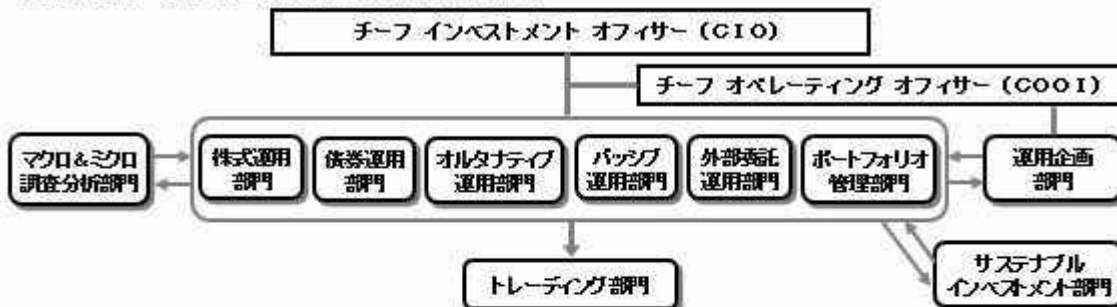 チーフ インベストメント オフィサー (CIO)
チーフ オペレーティング オフィサー (COOI)
マクロ&ミクロ
調査分析部門
株式運用
部門
債券運用
部門
オルタナティブ
運用部門
パッシブ
運用部門
外部委託
運用部門
ポートフォリオ
管理部門
運用企画
部門
トレーディング部門
サステナブル
インベストメント部門